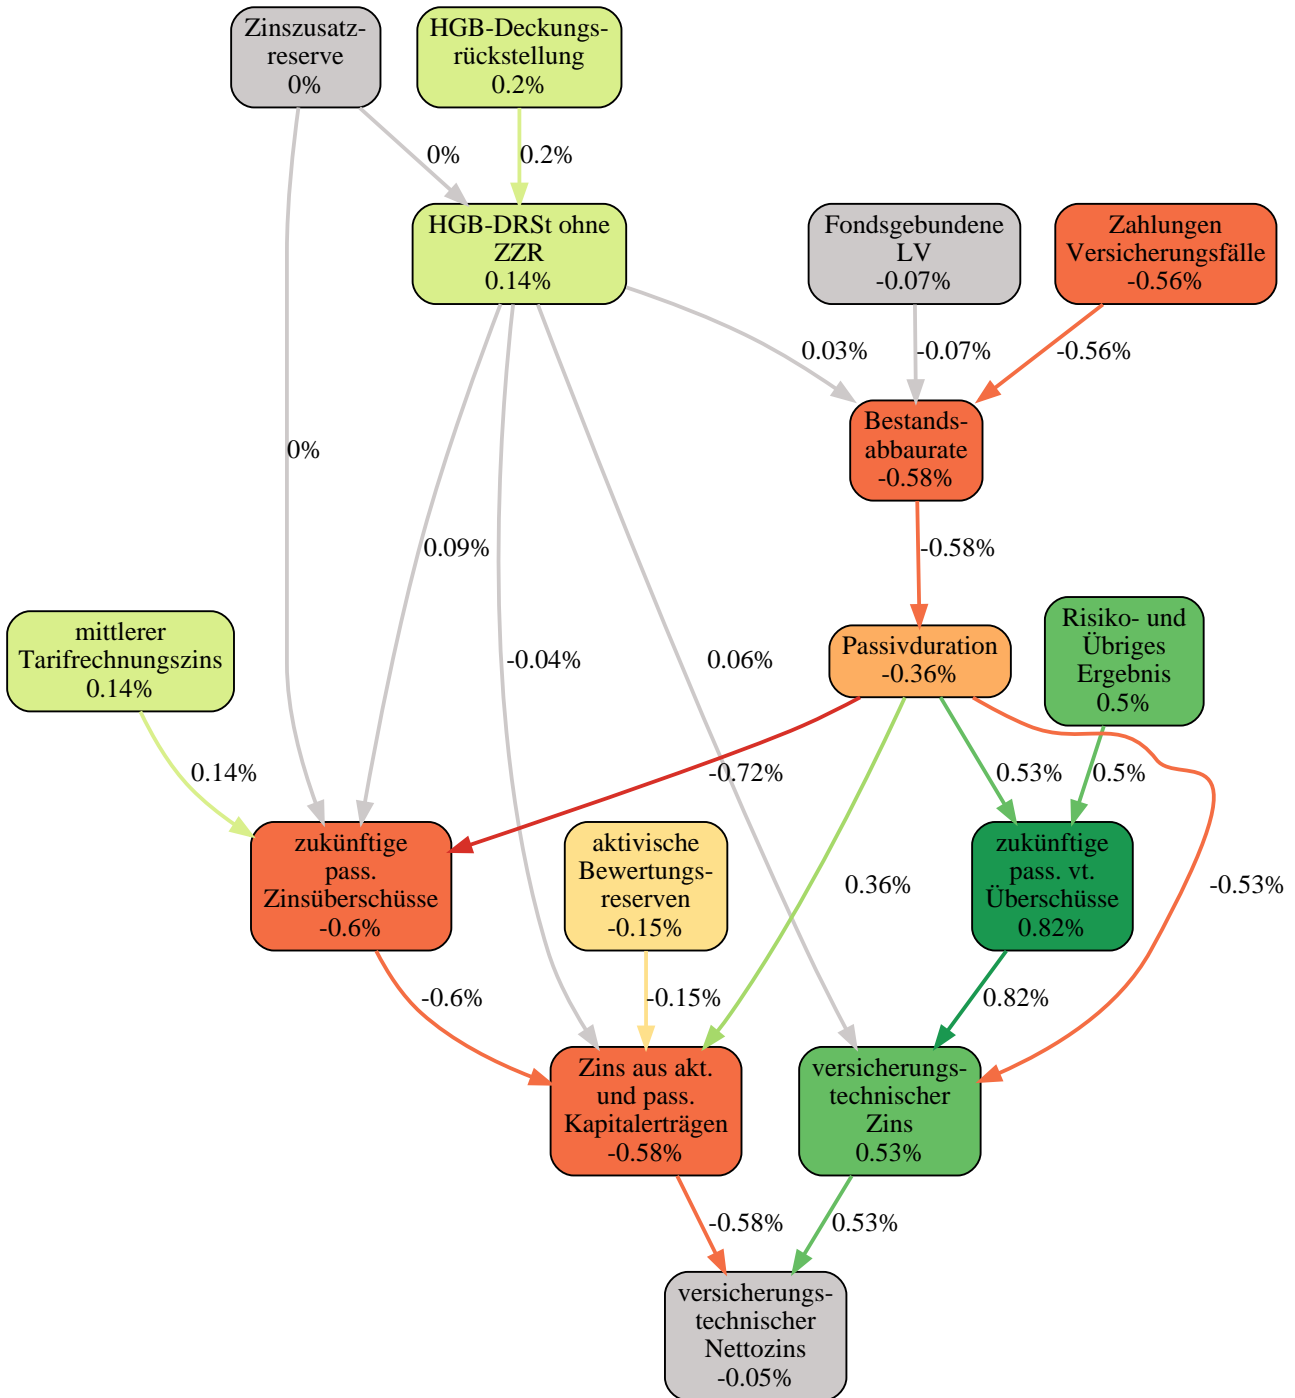 Zinszusatz-
reserve
0%
HGB-Deckungs-
rückstellung
0.2%
0%
0.2%
HGB-DRSt ohne
ZZR
0.14%
Fondsgebundene
LV
-0.07%
Zahlungen
Versicherungsfälle
-0.56%
0.03%
-0.07%
-0.56%
Bestands-
abbaurate
-0.58%
0%
0.09%
-0.58%
mittlerer
Tarifrechnungszins
0.14%
-0.04%
0.06%
Passivduration
-0.36%
Risiko- und
Übriges
Ergebnis
0.5%
0.14%
-0.72%
0.53%
0.5%
zukünftige
pass.
Zinsüberschüsse
-0.6%
aktivische
Bewertungs-
reserven
-0.15%
0.36%
zukünftige
pass. vt.
Überschüsse
0.82%
-0.53%
-0.6%
-0.15%
0.82%
Zins aus akt.
und pass.
Kapitalerträgen
-0.58%
versicherungs-
technischer
Zins
0.53%
-0.58%
0.53%
versicherungs-
technischer
Nettozins
-0.05%